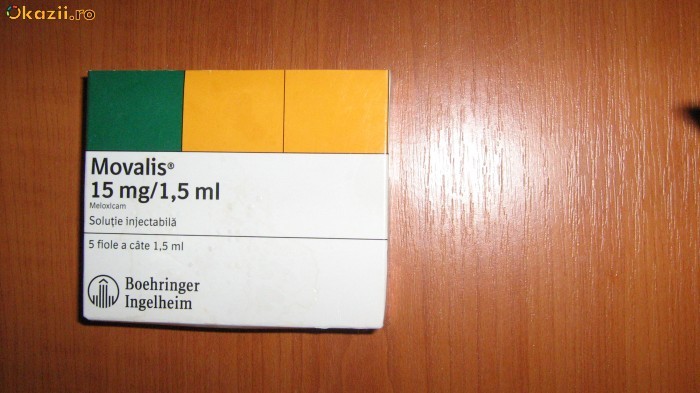 Okazii.ro
Movalis®
15 mg/1,5 ml
Meloxicam
Soluție injectabilă
5 fiole a câte 1,5 ml
Boehringer
Ingelheim